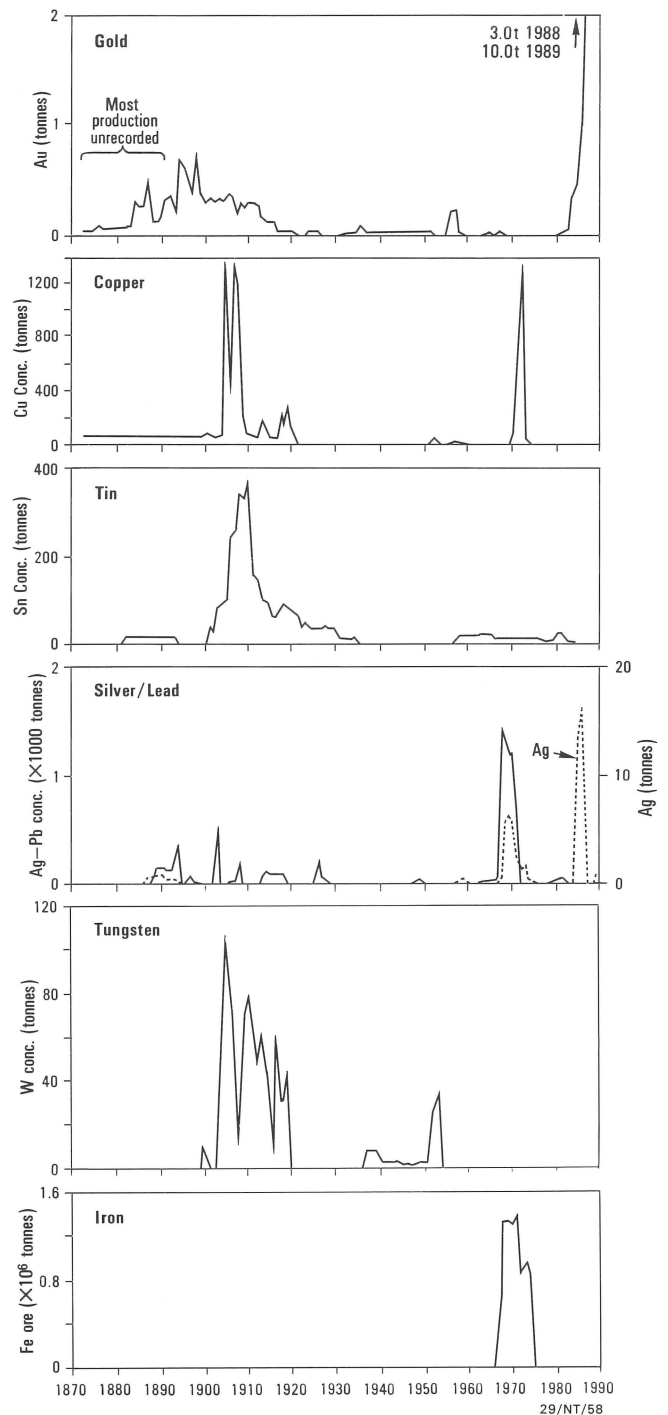 Gold
3.0t 1988
10.0t 1989
Most
production
unrecorded
Au (tonnes)
2
1
0
Copper
Cu Conc. (tonnes)
1200
800
400
0
Tin
Sn Conc. (tonnes)
400
200
0
Silver/Lead
Ag
Ag–Pb conc. (×1000 tonnes)
2
1
0
20
10
0
Ag (tonnes)
Tungsten
W conc. (tonnes)
120
80
40
0
Iron
Fe ore (×10⁶ tonnes)
1.6
0.8
0
1870 1880 1890 1900 1910 1920 1930 1940 1950 1960 1970 1980 1990
29/NT/58